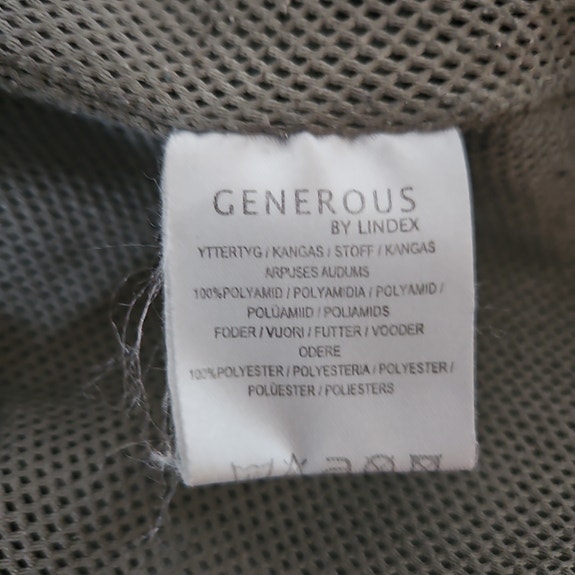 GENEROUS
BY LINDEX
YTTERTYG / KANGAS / STOFF / KANGAS
ARPUSES AUDUMS
100%POLYAMID / POLYAMIDIA / POLYAMID /
POLÜAMIID / POLIAMIDS
FODER / VUORI / FUTTER / VOODER
ODERE
100%POLYESTER / POLYESTERIA / POLYESTER /
POLÜESTER / POLIESTERS